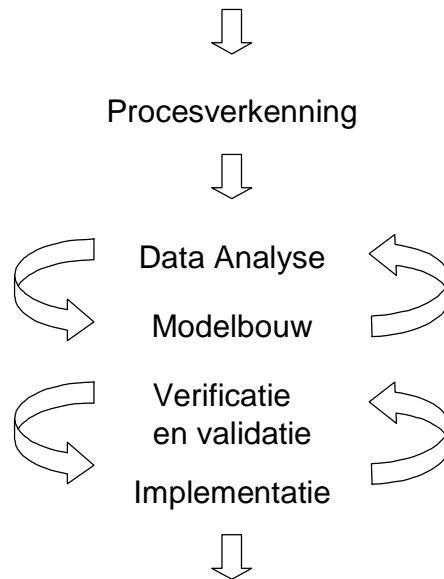 Procesverkenning
Data Analyse
Modelbouw
Verificatie
en validatie
Implementatie